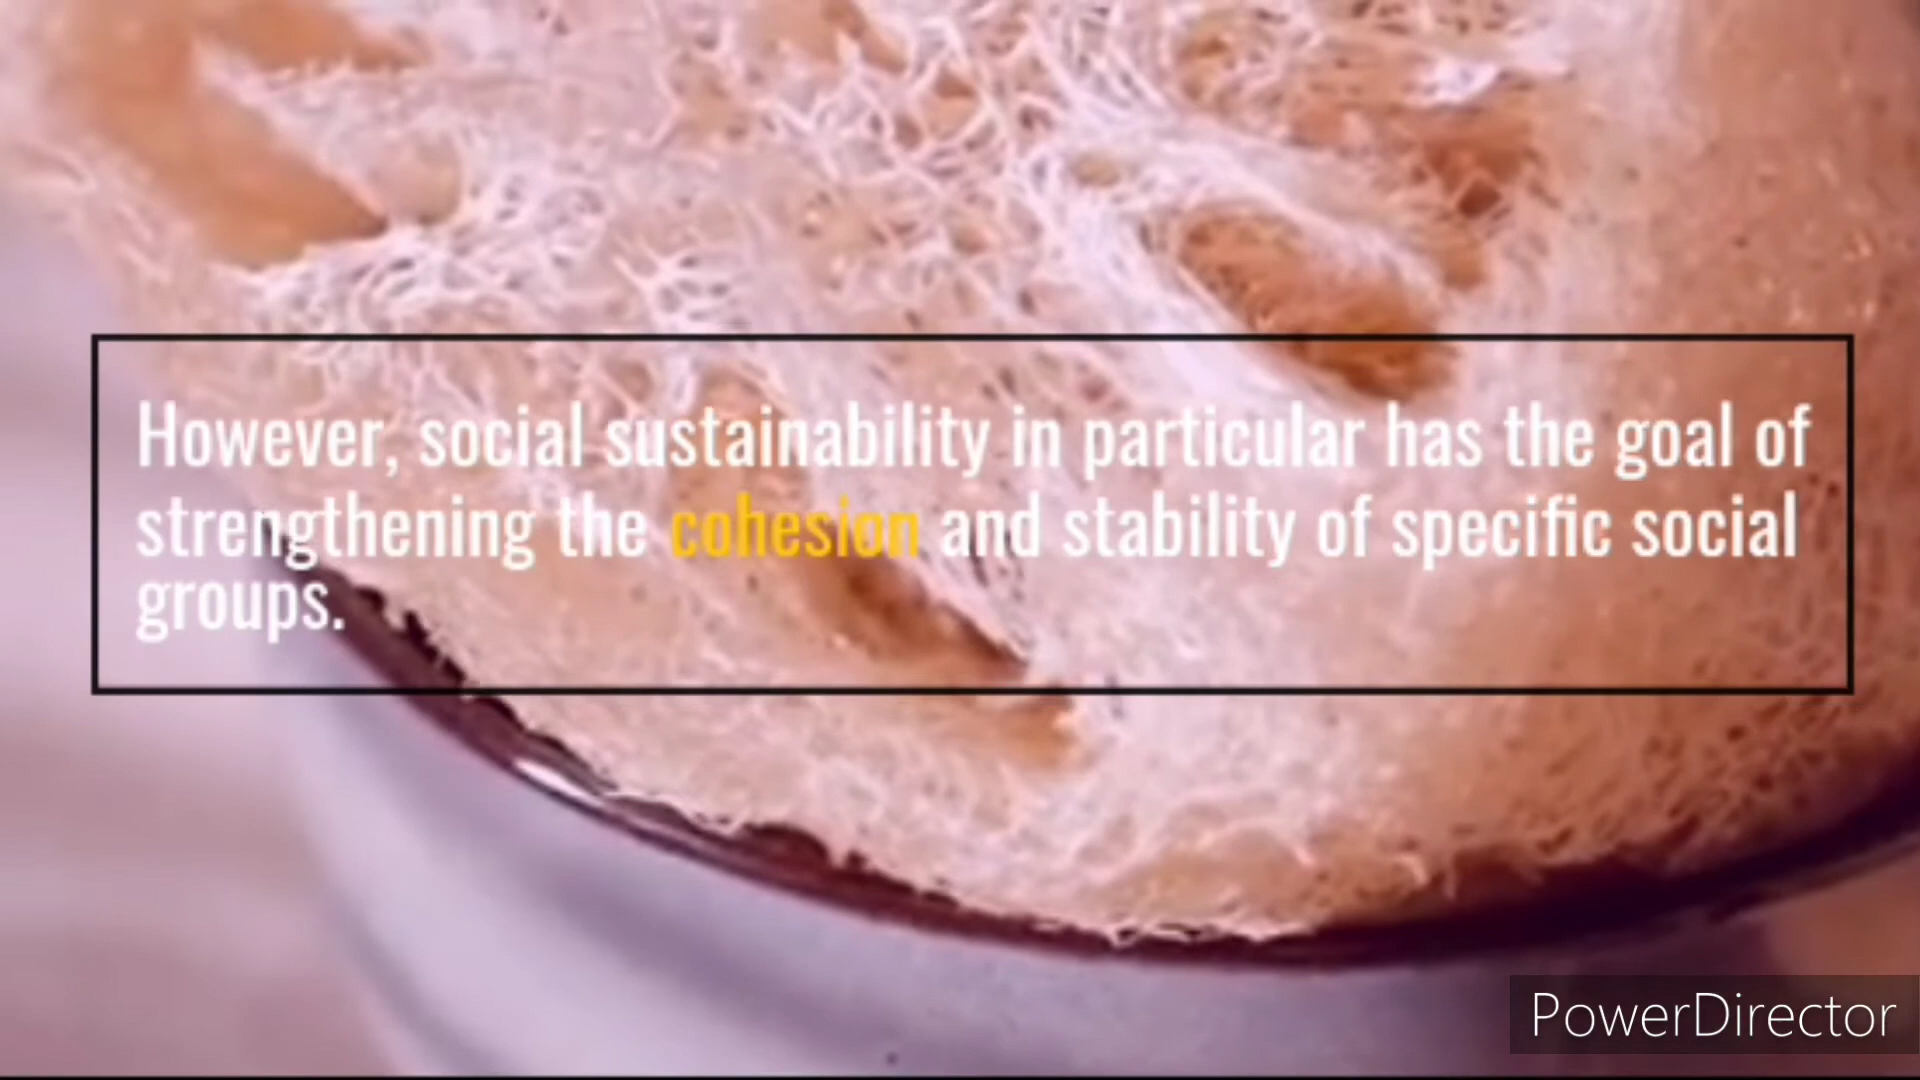 However, social sustainability in particular has the goal of
strengthening the cohesion and stability of specific social
groups.
PowerDirector